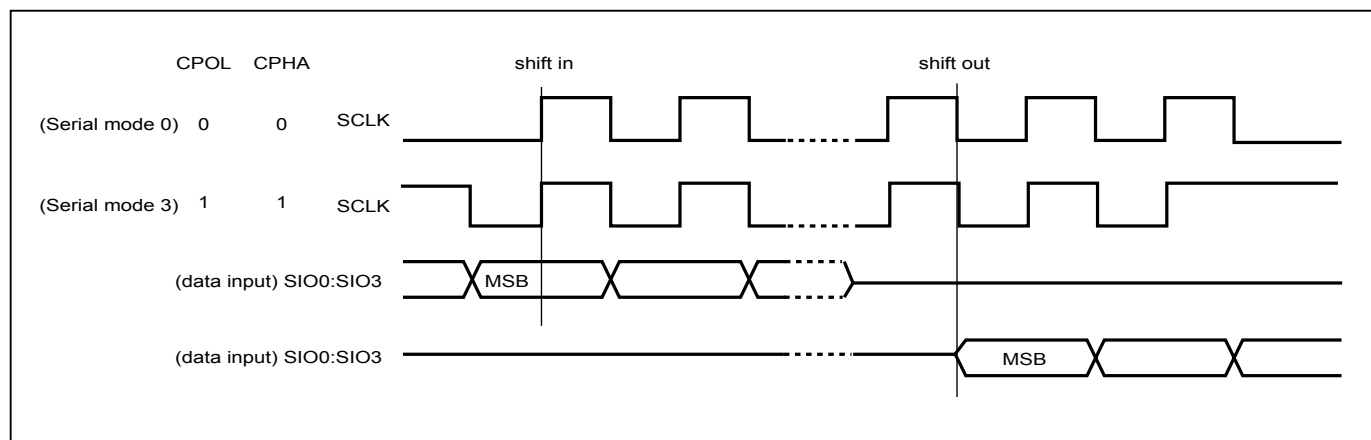 CPOL CPHA shift in shift out
(Serial mode 0) 0 0 SCLK
(Serial mode 3) 1 1 SCLK
(data input) SIO0:SIO3 MSB
(data input) SIO0:SIO3 MSB